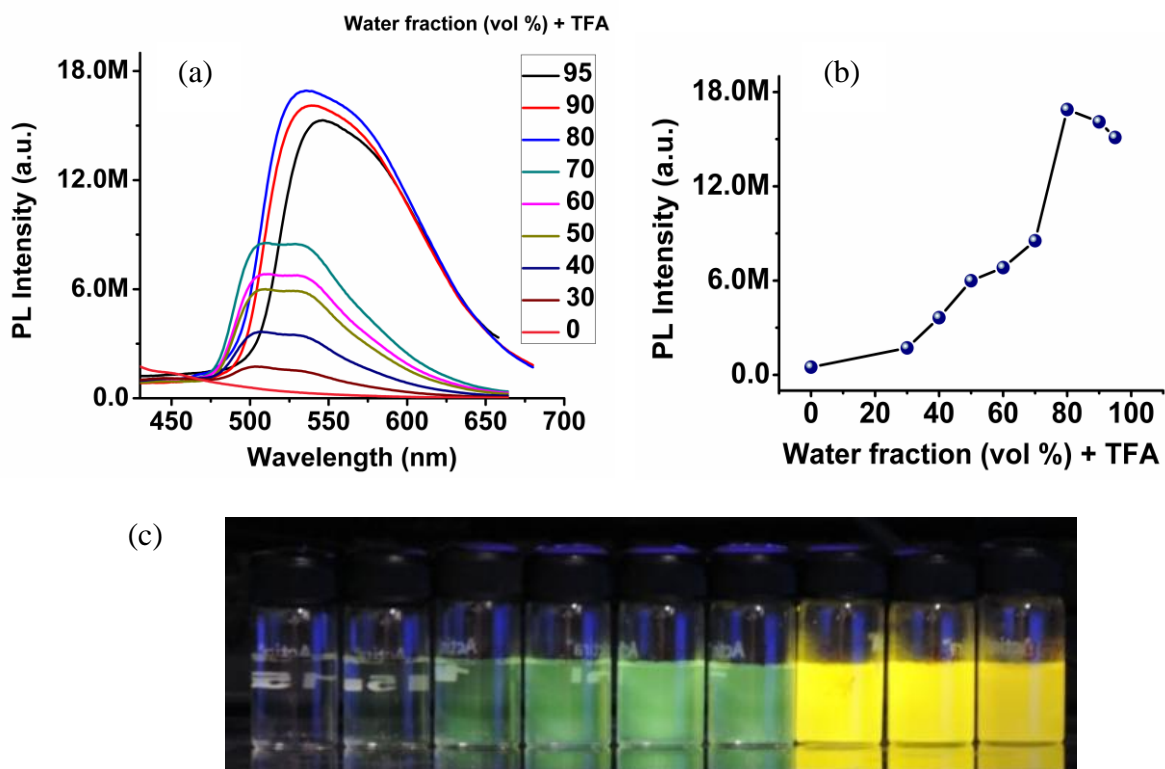 Water fraction (vol %) + TFA
(a)
18.0M
12.0M
6.0M
0.0
PL Intensity (a.u.)
450 500 550 600 650 700
Wavelength (nm)
95
90
80
70
60
50
40
30
0
(b)
18.0M
12.0M
6.0M
0.0
PL Intensity (a.u.)
0 20 40 60 80 100
Water fraction (vol %) + TFA
(c)